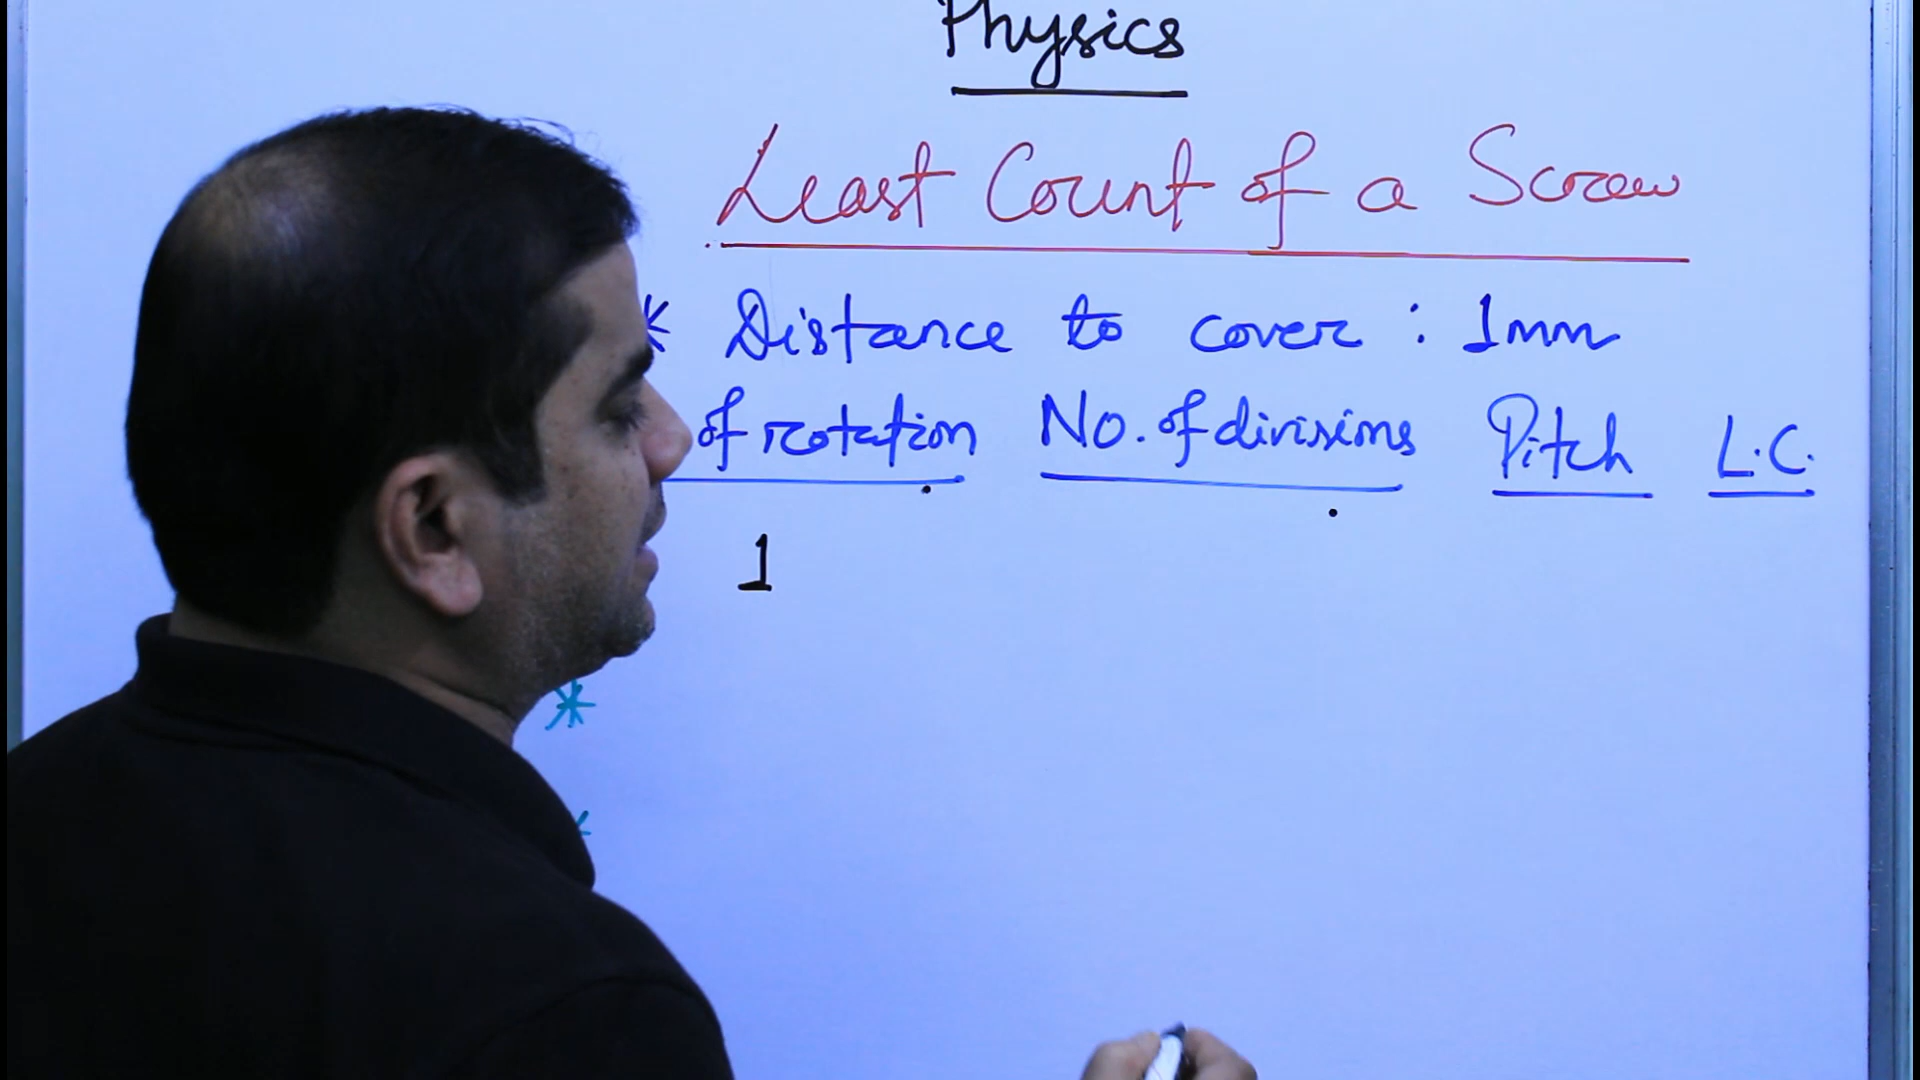 Physics
Least Count of a Screw
* Distance to cover : 1mm
of rotation No. of divisions Pitch L.C.
1
*
*